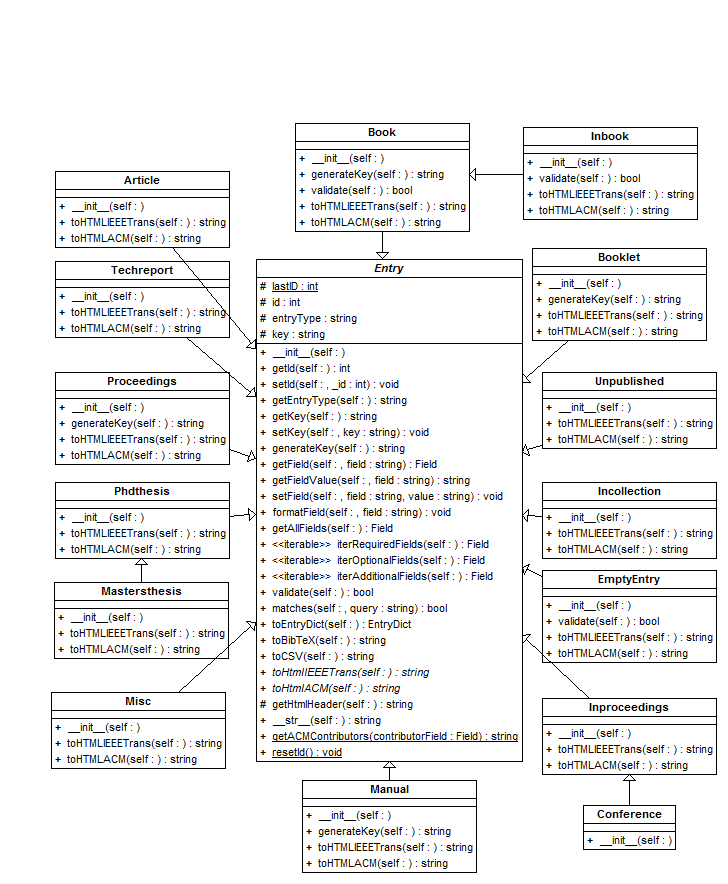 Book
+ __init__(self : )
+ generateKey(self : ) : string
+ validate(self : ) : bool
+ toHTMLIEEETrans(self : ) : string
+ toHTMLACM(self : ) : string
Inbook
+ __init__(self : )
+ validate(self : ) : bool
+ toHTMLIEEETrans(self : ) : string
+ toHTMLACM(self : ) : string
Article
+ __init__(self : )
+ toHTMLIEEETrans(self : ) : string
+ toHTMLACM(self : ) : string
Techreport
+ __init__(self : )
+ toHTMLIEEETrans(self : ) : string
+ toHTMLACM(self : ) : string
Proceedings
+ __init__(self : )
+ generateKey(self : ) : string
+ toHTMLIEEETrans(self : ) : string
+ toHTMLACM(self : ) : string
Phdthesis
+ __init__(self : )
+ toHTMLIEEETrans(self : ) : string
+ toHTMLACM(self : ) : string
Mastersthesis
+ __init__(self : )
+ toHTMLIEEETrans(self : ) : string
+ toHTMLACM(self : ) : string
Misc
+ __init__(self : )
+ toHTMLIEEETrans(self : ) : string
+ toHTMLACM(self : ) : string
Entry
# lastID : int
# id : int
# entryType : string
# key : string
+ __init__(self : )
+ getId(self : ) : int
+ setId(self : , _id : int) : void
+ getEntryType(self : ) : string
+ getKey(self : ) : string
+ setKey(self : , key : string) : void
+ generateKey(self : ) : string
+ getField(self : , field : string) : Field
+ getFieldValue(self : , field : string) : string
+ setField(self : , field : string, value : string) : void
+ formatField(self : , field : string) : void
+ getAllFields(self : ) : Field
+ <<iterable>> iterRequiredFields(self : ) : Field
+ <<iterable>> iterOptionalFields(self : ) : Field
+ <<iterable>> iterAdditionalFields(self : ) : Field
+ validate(self : ) : bool
+ matches(self : , query : string) : bool
+ toEntryDict(self : ) : EntryDict
+ toBibTeX(self : ) : string
+ toCSV(self : ) : string
+ toHtmlIEEETrans(self : ) : string
+ toHtmlACM(self : ) : string
# getHtmlHeader(self : ) : string
+ __str__(self : ) : string
+ getACMContributors(contributorField : Field) : string
+ resetId() : void
Booklet
+ __init__(self : )
+ generateKey(self : ) : string
+ toHTMLIEEETrans(self : ) : string
+ toHTMLACM(self : ) : string
Unpublished
+ __init__(self : )
+ toHTMLIEEETrans(self : ) : string
+ toHTMLACM(self : ) : string
Incollection
+ __init__(self : )
+ toHTMLIEEETrans(self : ) : string
+ toHTMLACM(self : ) : string
EmptyEntry
+ __init__(self : )
+ validate(self : ) : bool
+ toHTMLIEEETrans(self : ) : string
+ toHTMLACM(self : ) : string
Inproceedings
+ __init__(self : )
+ toHTMLIEEETrans(self : ) : string
+ toHTMLACM(self : ) : string
Conference
+ __init__(self : )
Manual
+ __init__(self : )
+ generateKey(self : ) : string
+ toHTMLIEEETrans(self : ) : string
+ toHTMLACM(self : ) : string